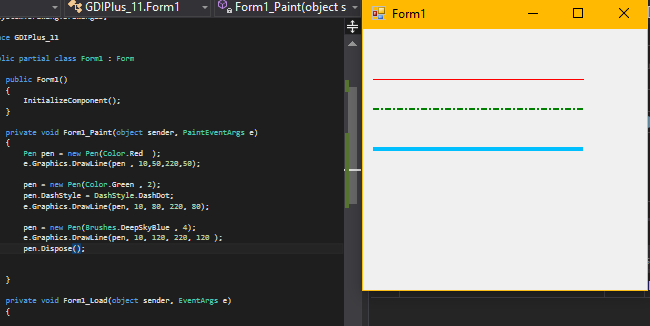 GDIPlus_11.Form1
Form1_Paint(object s
Form1
ce GDIPlus_11
blic partial class Form1 : Form
public Form1()
{
InitializeComponent();
}
private void Form1_Paint(object sender, PaintEventArgs e)
{
Pen pen = new Pen(Color.Red );
e.Graphics.DrawLine(pen , 10,50,220,50);
pen = new Pen(Color.Green , 2);
pen.DashStyle = DashStyle.DashDot;
e.Graphics.DrawLine(pen, 10, 80, 220, 80);
pen = new Pen(Brushes.DeepSkyBlue , 4);
e.Graphics.DrawLine(pen, 10, 120, 220, 120 );
pen.Dispose();
}
private void Form1_Load(object sender, EventArgs e)
{